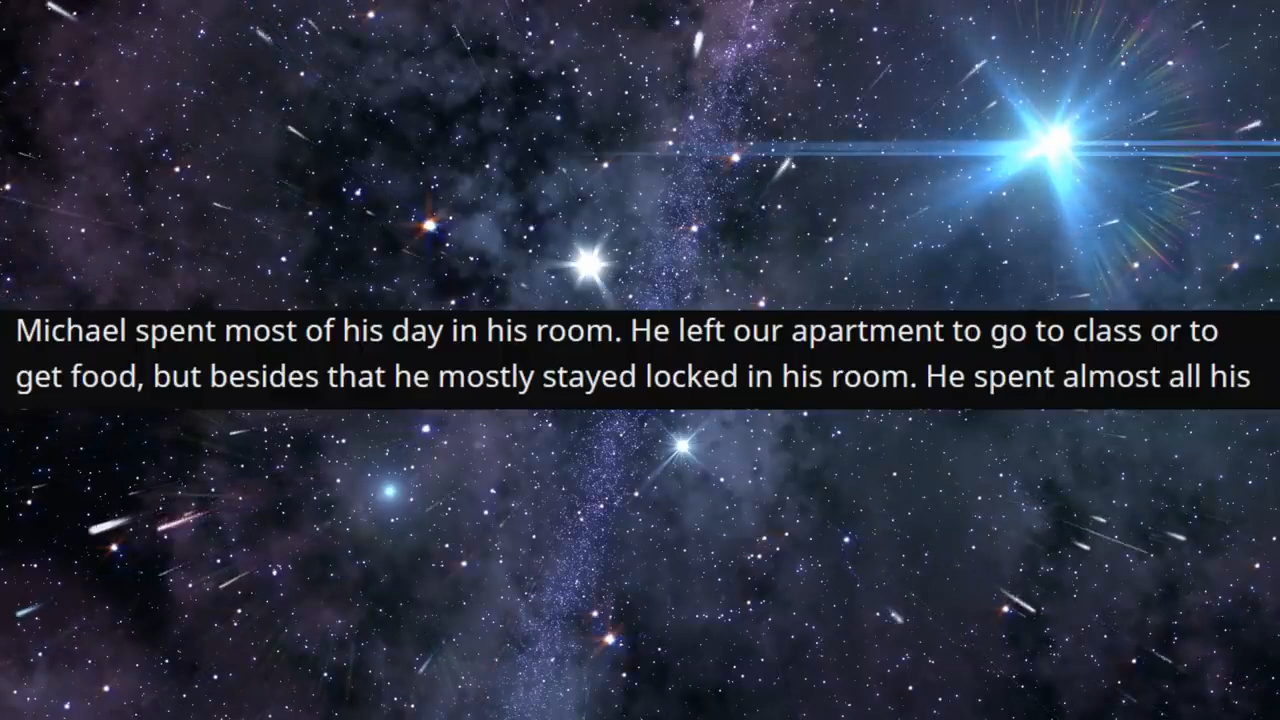 Michael spent most of his day in his room. He left our apartment to go to class or to
get food, but besides that he mostly stayed locked in his room. He spent almost all his